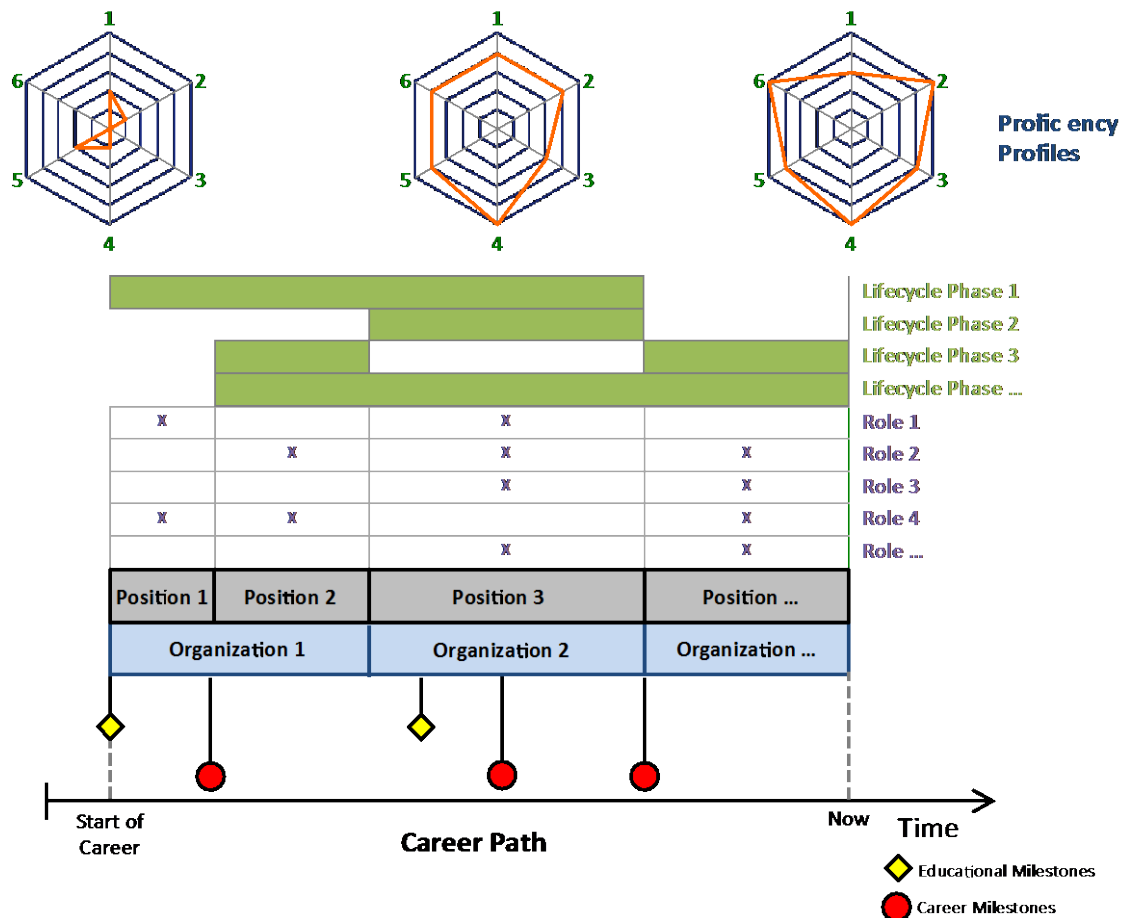 1
6
2
5
3
4
1
6
2
5
3
4
1
6
2
5
3
4
Profic ency
Profiles
Lifecycle Phase 1
Lifecycle Phase 2
Lifecycle Phase 3
Lifecycle Phase ...
X X Role 1
X X X Role 2
X X Role 3
X X X Role 4
X X Role ...
Position 1 Position 2 Position 3 Position ...
Organization 1 Organization 2 Organization ...
Start of
Career
Career Path
Now
Time
Educational Milestones
Career Milestones